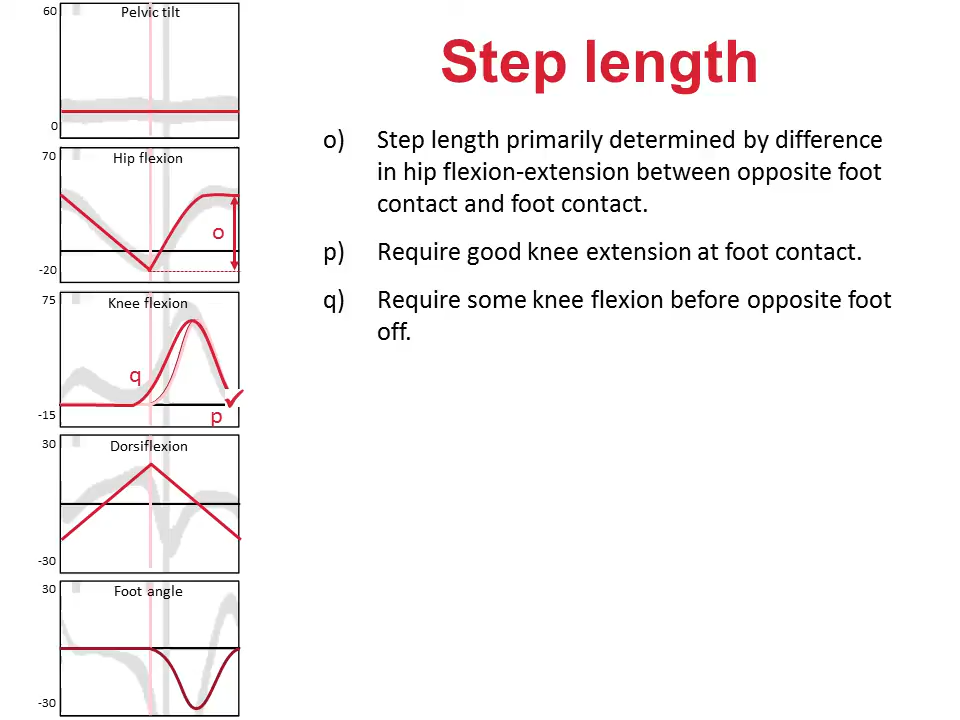 60
Pelvic tilt
0
70
Hip flexion
o
-20
75
Knee flexion
q
p
-15
30
Dorsiflexion
-30
30
Foot angle
-30
Step length
o) Step length primarily determined by difference
in hip flexion-extension between opposite foot
contact and foot contact.
p) Require good knee extension at foot contact.
q) Require some knee flexion before opposite foot
off.